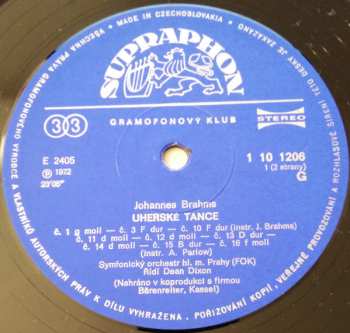 MADE IN CZECHOSLOVAKIA • VŠECHNA PRÁVA GRAMOFONOVÉHO VÝROBCE A VLASTNÍKŮ AUTORSKÝCH PRÁV K DÍLU VYHRAŽENA. POŘIZOVÁNÍ KOPIÍ, VEŘEJNÉ PROVOZOVÁNÍ A ROZHLASOVÉ ŠÍŘENÍ TÉTO DESKY JE ZAKÁZÁNO •
SUPRAPHON
GRAMOFONOVÝ KLUB
33
STEREO
E 2405
1 10 1206
℗ 1972
1 (2 strany)
G
Johannes Brahms
UHERSKÉ TANCE
č. 1 g moll — č. 3 F dur — č. 10 F dur (instr. J. Brahms)
č. 11 d moll — č. 12 d moll — č. 13 D dur —
č. 14 d moll — č. 15 B dur — č. 16 f moll
(instr. A. Parlow)
Symfonický orchestr hl. m. Prahy (FOK)
Řídí Dean Dixon
(Nahráno v koprodukci s firmou
Bärenreiter, Kassel)